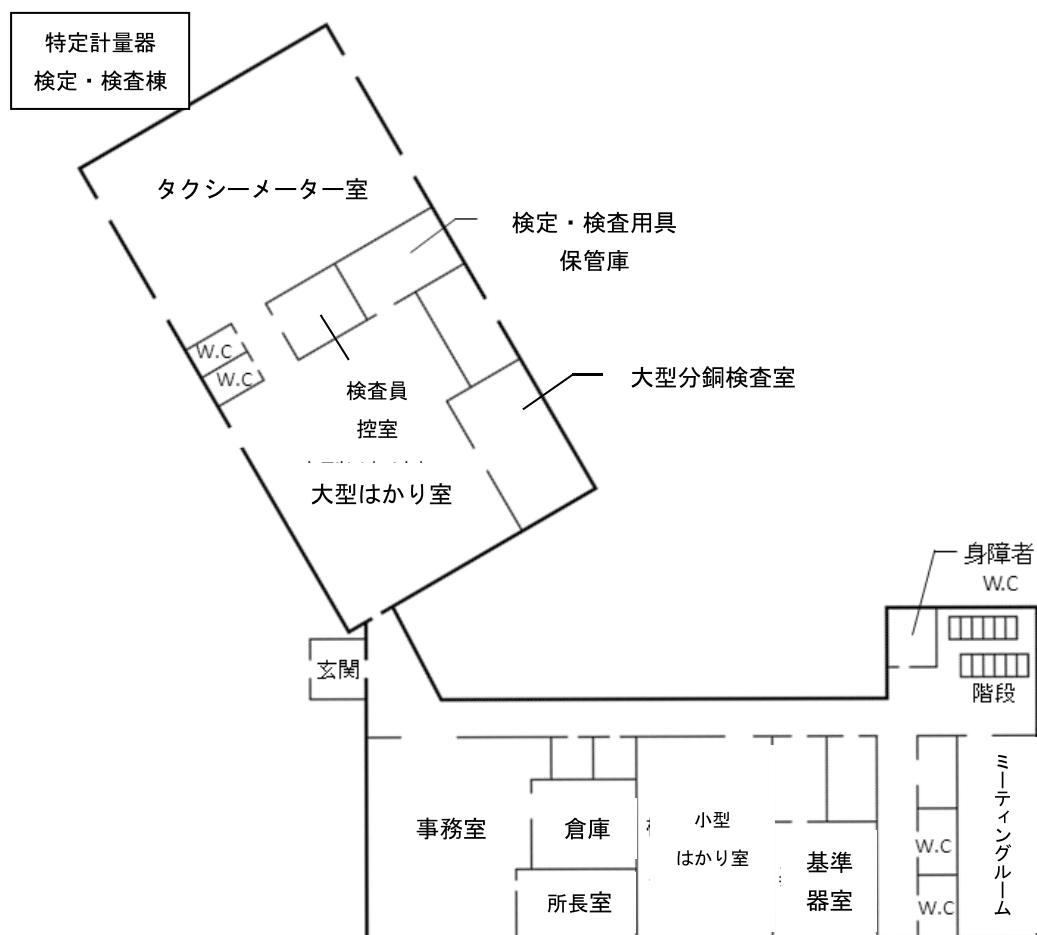 特定計量器
検定・検査棟
タクシーメーター室
検定・検査用具
保管庫
W.C
W.C
大型分銅検査室
検査員
控室
大型はかり室
身障者
W.C
玄関
階段
事務室
倉庫
所長室
小型
はかり室
基準
器室
W.C
W.C
ミーティングルーム